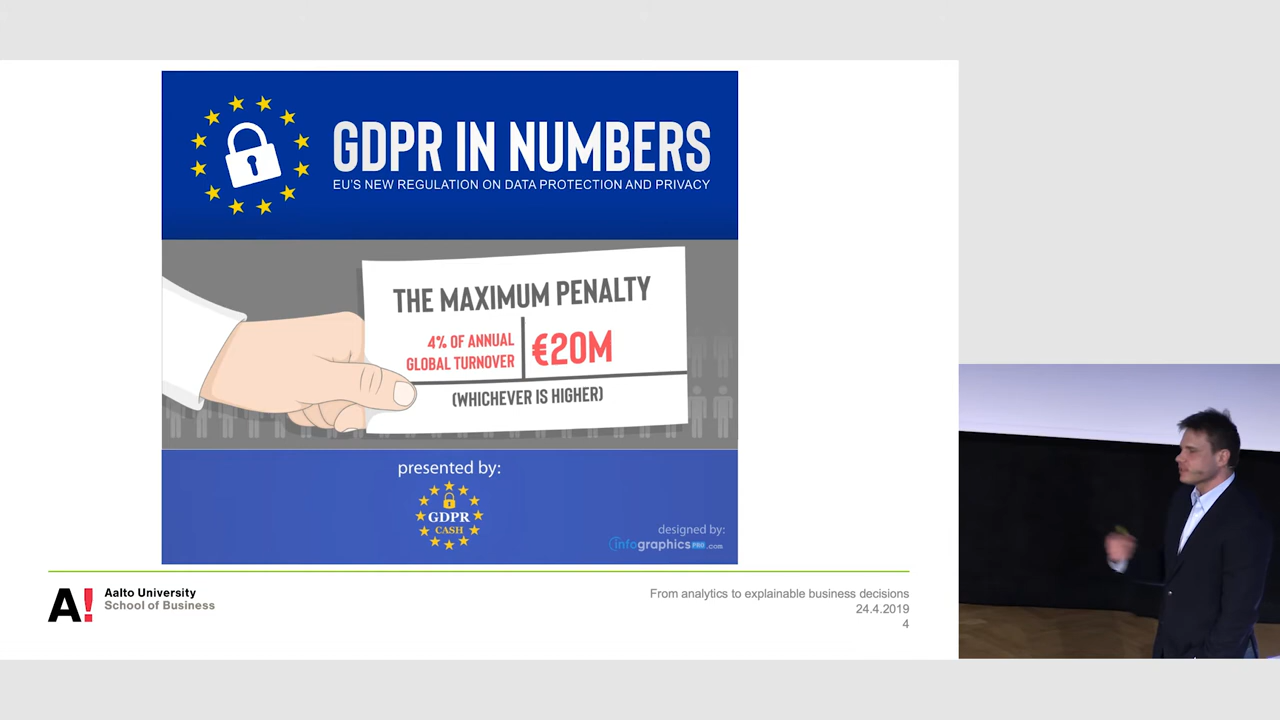 GDPR IN NUMBERS
EU'S NEW REGULATION ON DATA PROTECTION AND PRIVACY
THE MAXIMUM PENALTY
4% OF ANNUAL
GLOBAL TURNOVER
€20M
(WHICHEVER IS HIGHER)
presented by:
GDPR
CASH
designed by:
infographicsPRO.com
A!
Aalto University
School of Business
From analytics to explainable business decisions
24.4.2019
4